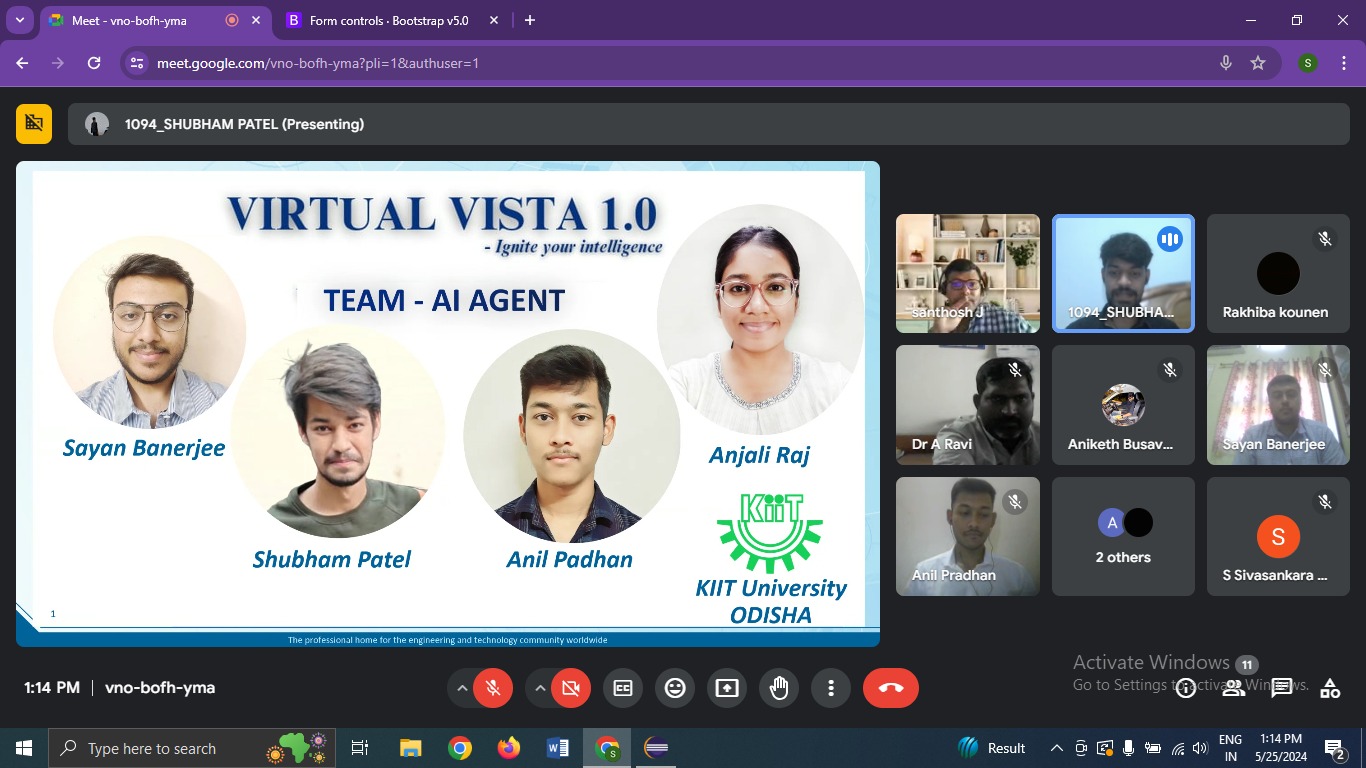 Meet - vno-bofh-yma
Form controls · Bootstrap v5.0
meet.google.com/vno-bofh-yma?pli=1&authuser=1
S
1094_SHUBHAM PATEL (Presenting)
VIRTUAL VISTA 1.0
- Ignite your intelligence
TEAM - AI AGENT
Sayan Banerjee
Shubham Patel
Anil Padhan
Anjali Raj
KiiT
KIIT University
ODISHA
1
The professional home for the engineering and technology community worldwide
santhosh J
1094_SHUBHA...
Rakhiba kounen
Dr A Ravi
Aniketh Busav...
Sayan Banerjee
Anil Pradhan
A
2 others
S
S Sivasankara ...
1:14 PM | vno-bofh-yma
CC
Activate Windows
11
Go to Settings to activate Windows.
Type here to search
Result
ENG
IN
1:14 PM
5/25/2024
2